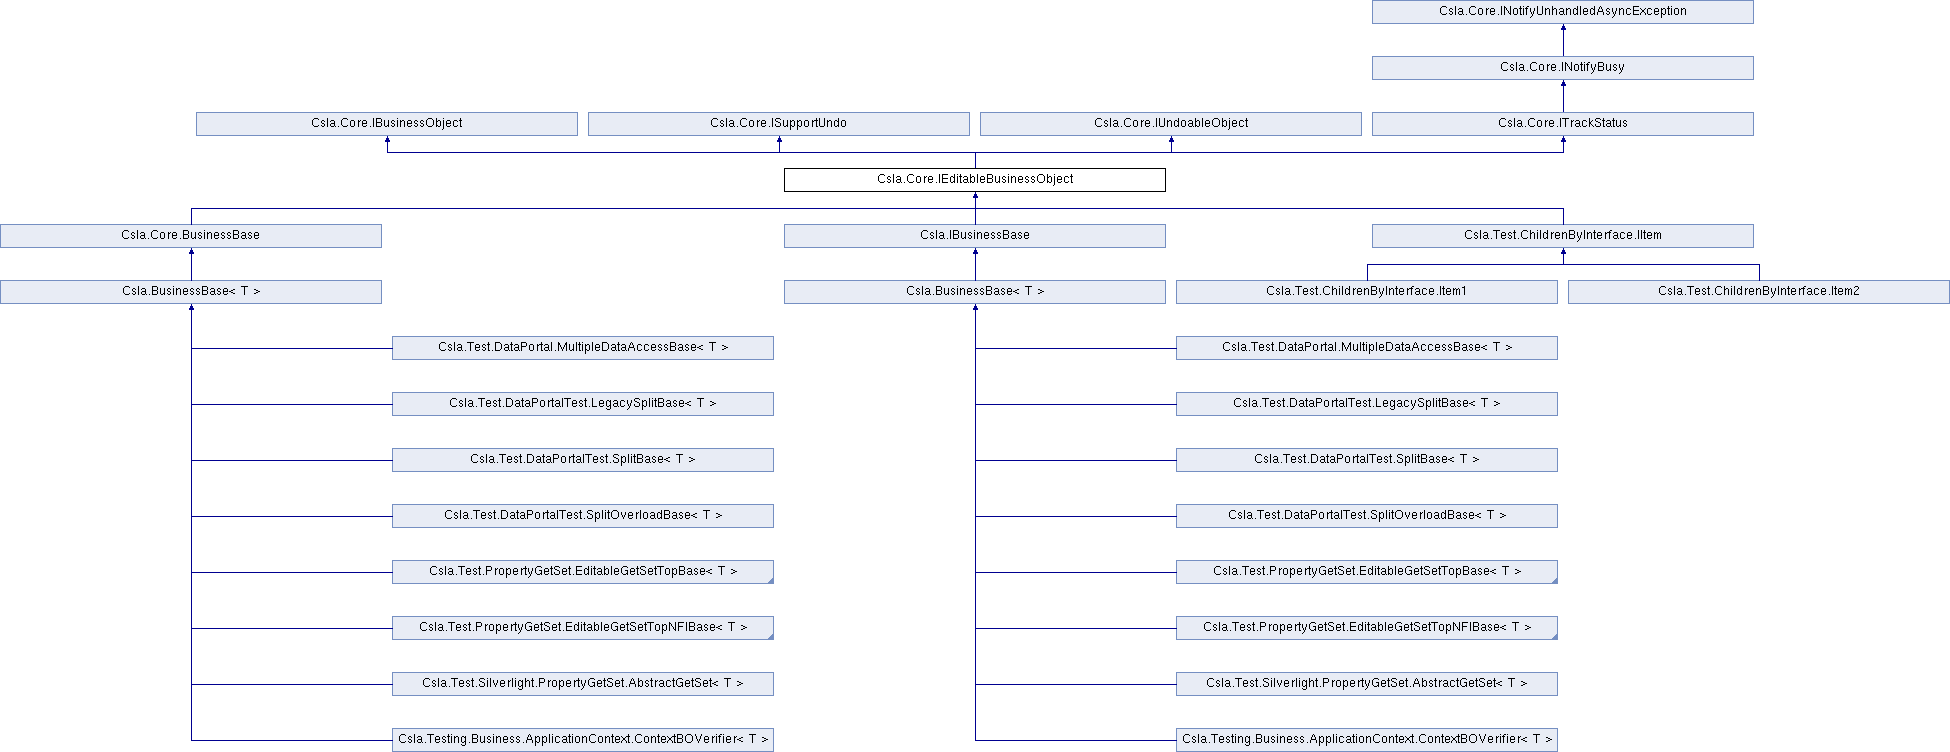 Csla.Core.INotifyUnhandledAsyncException
Csla.Core.INotifyBusy
Csla.Core.IBusinessObject
Csla.Core.ISupportUndo
Csla.Core.IUndoableObject
Csla.Core.ITrackStatus
Csla.Core.IEditableBusinessObject
Csla.Core.BusinessBase
Csla.IBusinessBase
Csla.Test.ChildrenByInterface.IItem
Csla.BusinessBase< T >
Csla.BusinessBase< T >
Csla.Test.ChildrenByInterface.Item1
Csla.Test.ChildrenByInterface.Item2
Csla.Test.DataPortal.MultipleDataAccessBase< T >
Csla.Test.DataPortal.MultipleDataAccessBase< T >
Csla.Test.DataPortalTest.LegacySplitBase< T >
Csla.Test.DataPortalTest.LegacySplitBase< T >
Csla.Test.DataPortalTest.SplitBase< T >
Csla.Test.DataPortalTest.SplitBase< T >
Csla.Test.DataPortalTest.SplitOverloadBase< T >
Csla.Test.DataPortalTest.SplitOverloadBase< T >
Csla.Test.PropertyGetSet.EditableGetSetTopBase< T >
Csla.Test.PropertyGetSet.EditableGetSetTopBase< T >
Csla.Test.PropertyGetSet.EditableGetSetTopNFIBase< T >
Csla.Test.PropertyGetSet.EditableGetSetTopNFIBase< T >
Csla.Test.Silverlight.PropertyGetSet.AbstractGetSet< T >
Csla.Test.Silverlight.PropertyGetSet.AbstractGetSet< T >
Csla.Testing.Business.ApplicationContext.ContextBOVerifier< T >
Csla.Testing.Business.ApplicationContext.ContextBOVerifier< T >